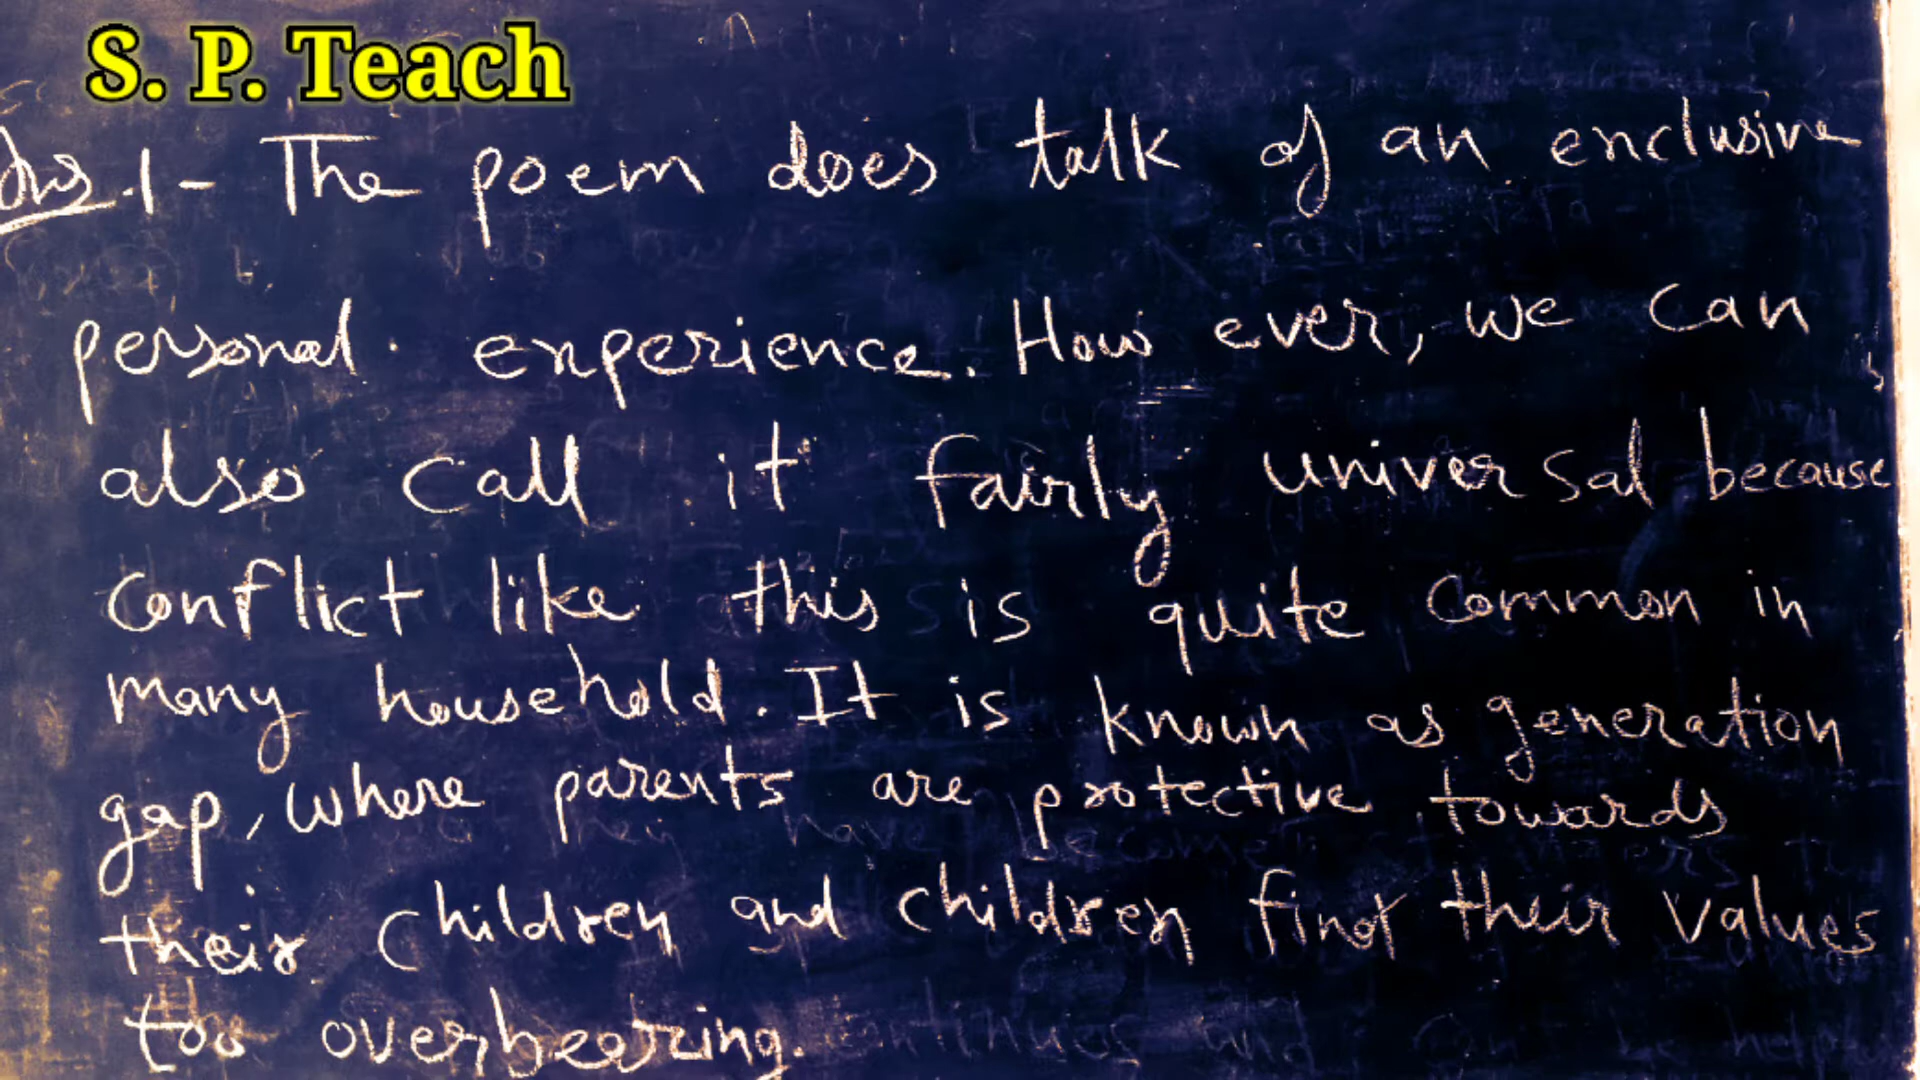 S. P. Teach
Ans.1- The poem does talk of an exclusive
personal. experience. How ever, we can
also call it fairly universal because
conflict like this is quite common in
many household. It is known as generation
gap, where parents are protective towards
their children and children find their values
too overbearing.